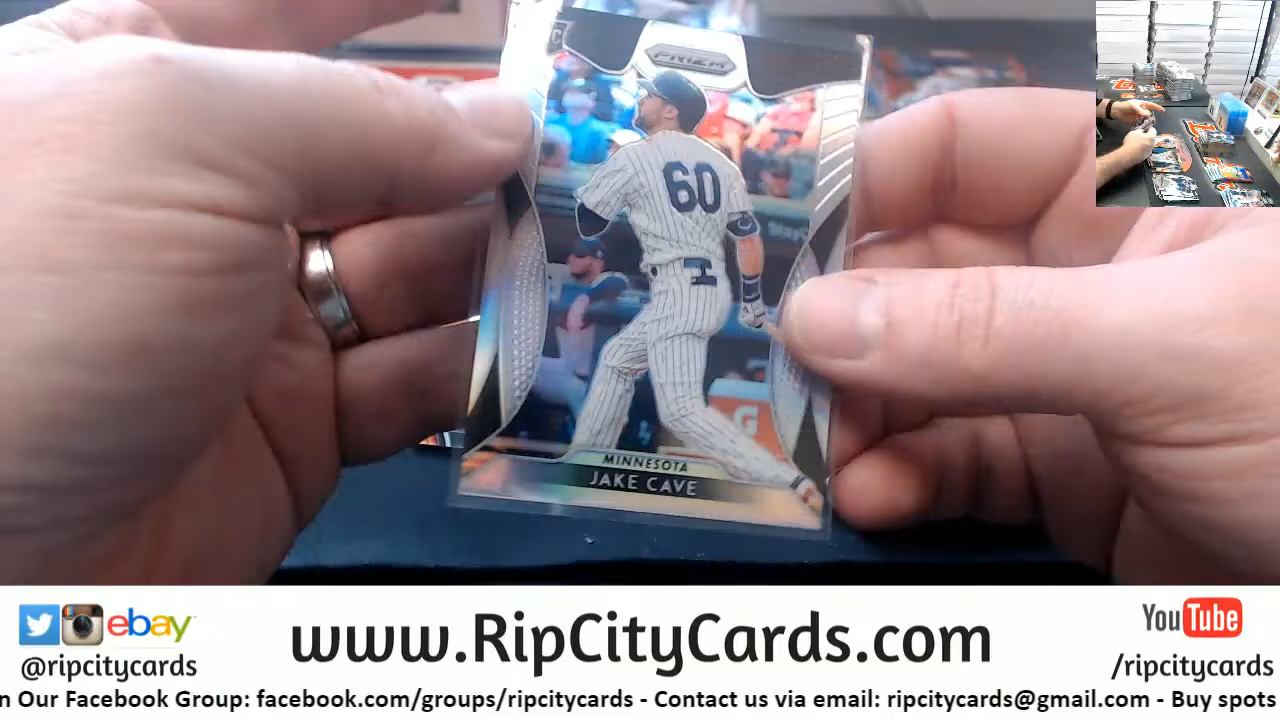 PRIZM
60
G
MINNESOTA
JAKE CAVE
ebay
@ripcitycards
www.RipCityCards.com
YouTube
/ripcitycards
n Our Facebook Group: facebook.com/groups/ripcitycards - Contact us via email: ripcitycards@gmail.com - Buy spots